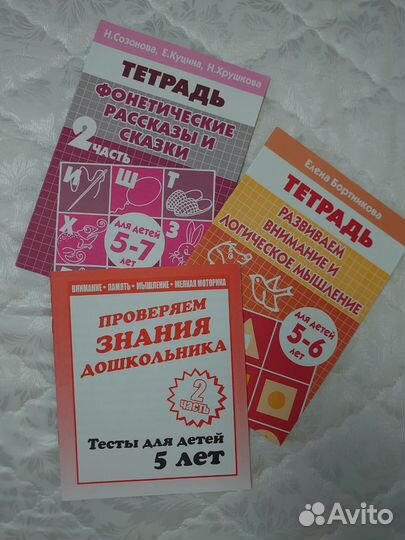 Н. Созонова, Е. Куцина, Н. Хрушкова
ТЕТРАДЬ
ФОНЕТИЧЕСКИЕ
РАССКАЗЫ И
СКАЗКИ
2
ЧАСТЬ
И Ш Т
Ж З
для детей
5-7
лет
Елена Бортникова
ТЕТРАДЬ
РАЗВИВАЕМ
ВНИМАНИЕ И
ЛОГИЧЕСКОЕ МЫШЛЕНИЕ
для детей
5-6
лет
ВНИМАНИЕ • ПАМЯТЬ • МЫШЛЕНИЕ • МЕЛКАЯ МОТОРИКА
ПРОВЕРЯЕМ
ЗНАНИЯ
ДОШКОЛЬНИКА
2
часть
Тесты для детей
5 лет
Avito